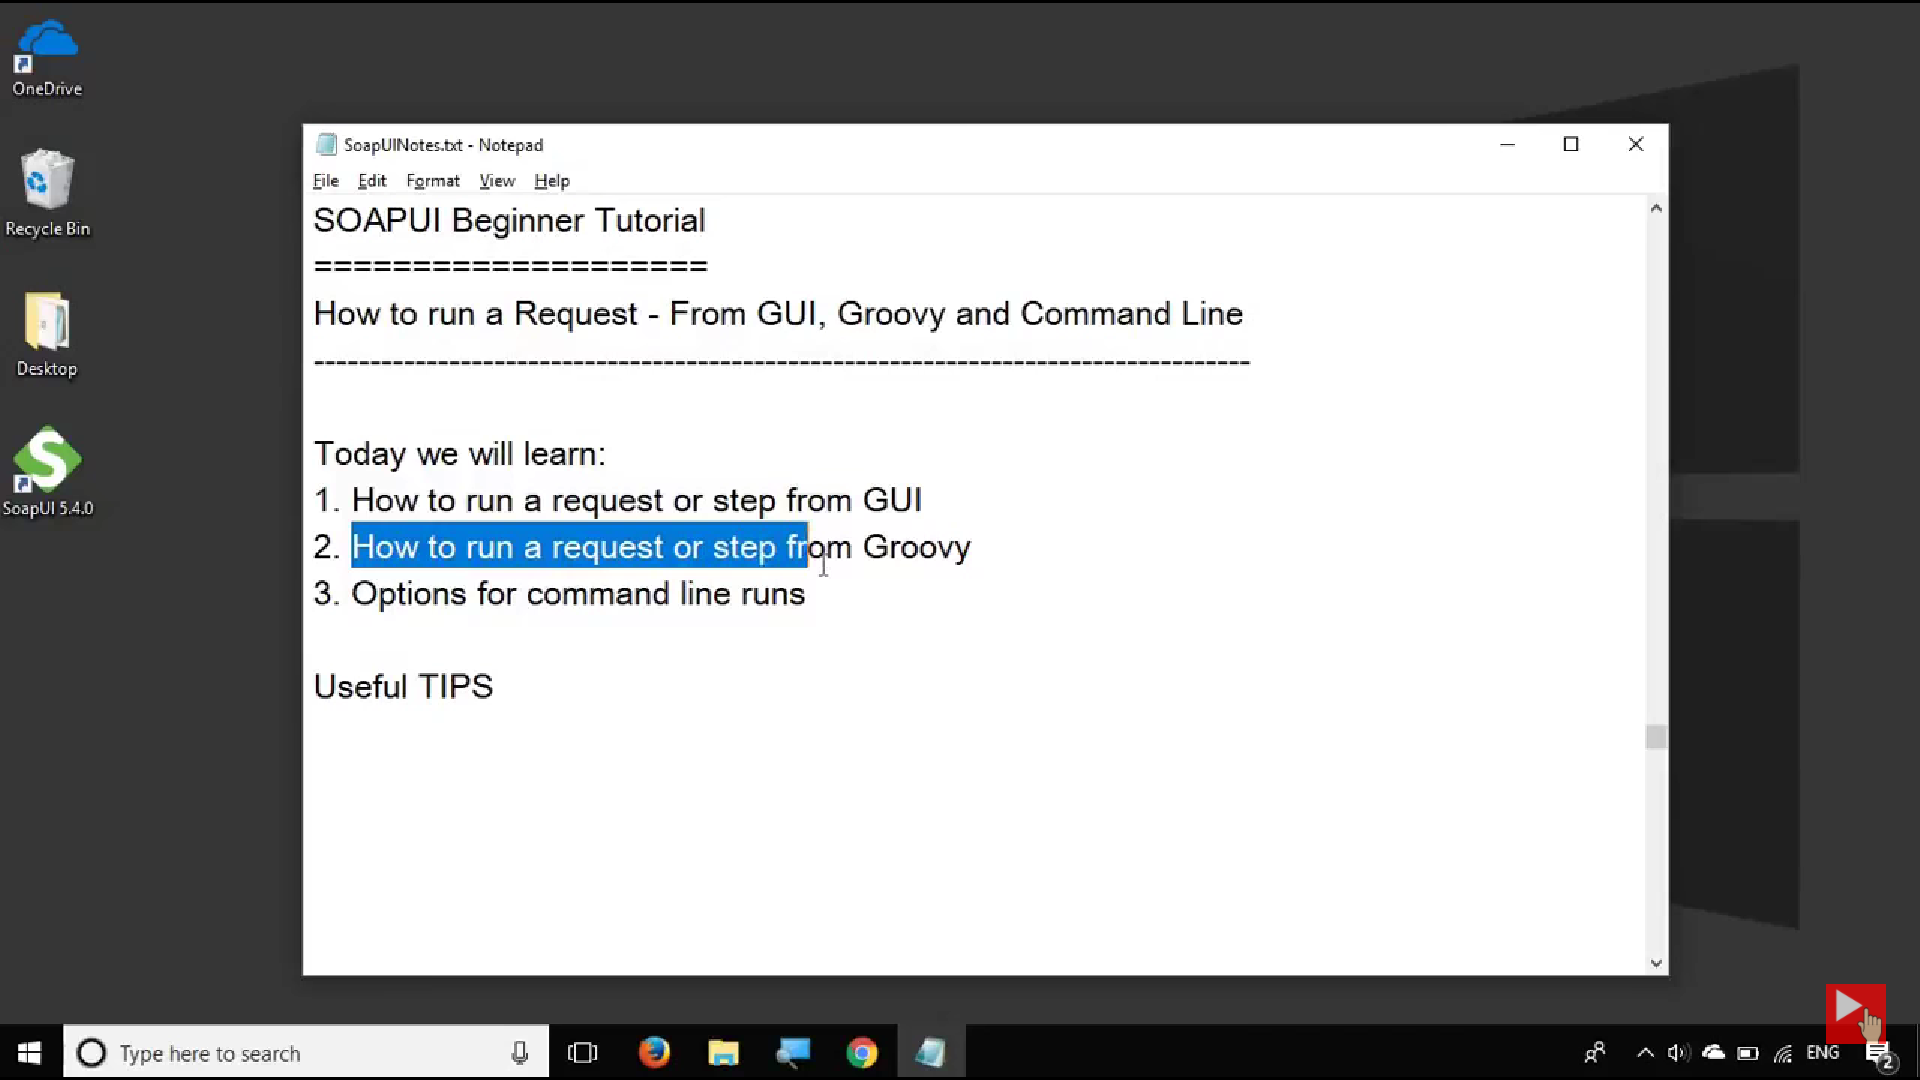 OneDrive
Recycle Bin
Desktop
SoapUI 5.4.0
SoapUINotes.txt - Notepad
File Edit Format View Help
SOAPUI Beginner Tutorial
=====================
How to run a Request - From GUI, Groovy and Command Line
-------------------------------------------------------------------------------------
Today we will learn:
1. How to run a request or step from GUI
2. How to run a request or step from Groovy
3. Options for command line runs
Useful TIPS
Type here to search
ENG
2